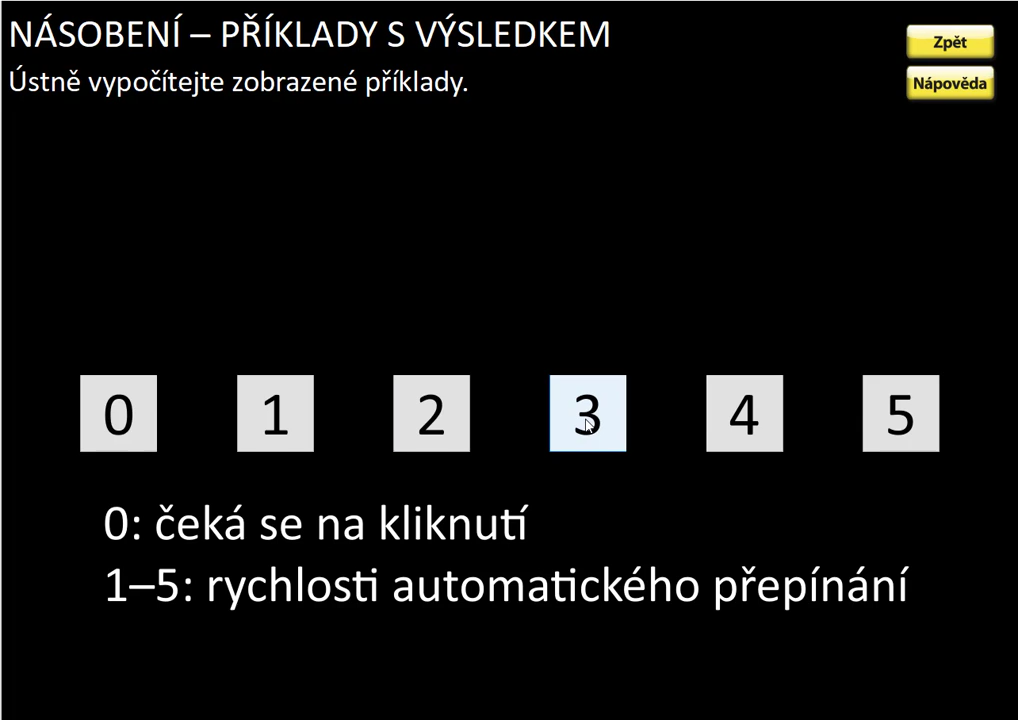 NÁSOBENÍ – PŘÍKLADY S VÝSLEDKEM
Ústně vypočítejte zobrazené příklady.
Zpět
Nápověda
0 1 2 3 4 5
0: čeká se na kliknutí
1–5: rychlosti automatického přepínání